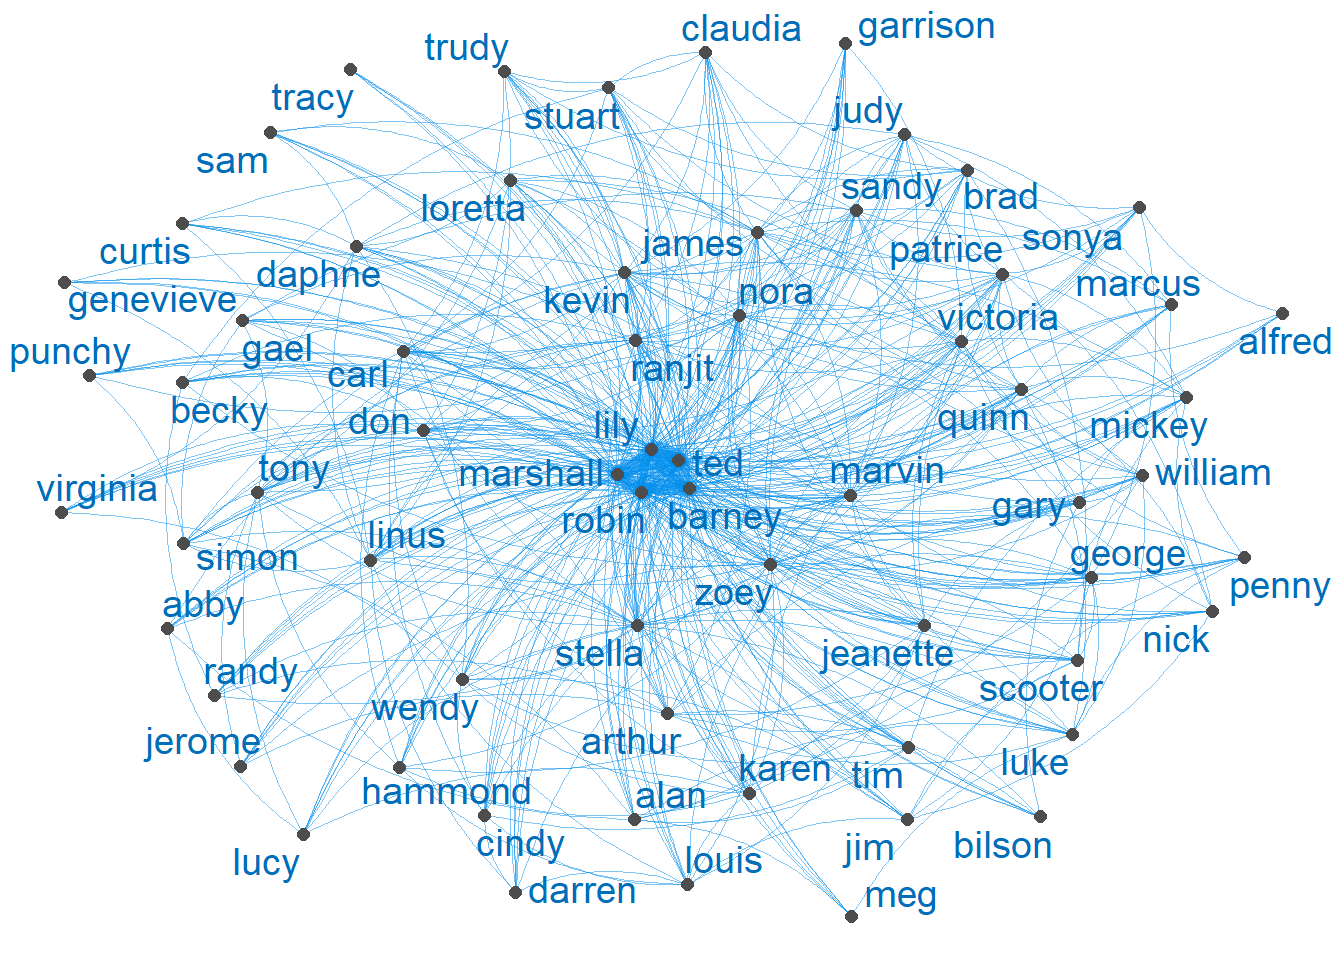 claudia
garrison
trudy
tracy
stuart
judy
sam
sandy
brad
loretta
james
patrice
sonya
curtis
daphne
genevieve
kevin
nora
marcus
victoria
alfred
punchy
gael
carl
ranjit
becky
don
lily
quinn
mickey
virginia
tony
marshall
ted
marvin
william
robin
barney
gary
linus
simon
george
penny
abby
zoey
nick
randy
stella
jeanette
scooter
wendy
jerome
arthur
karen
tim
luke
hammond
alan
cindy
jim
bilson
lucy
louis
darren
meg